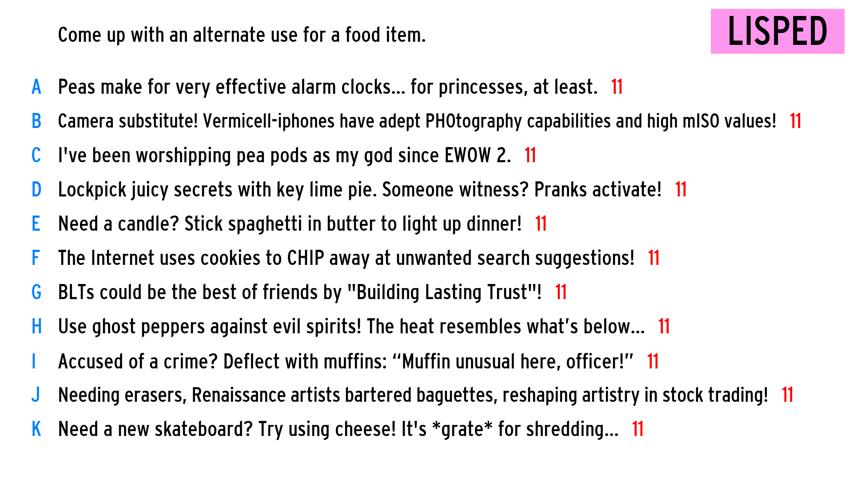 Come up with an alternate use for a food item.
LISPED
A Peas make for very effective alarm clocks... for princesses, at least. 11
B Camera substitute! Vermicell-iphones have adept PHOtography capabilities and high mISO values! 11
C I've been worshipping pea pods as my god since EWOW 2. 11
D Lockpick juicy secrets with key lime pie. Someone witness? Pranks activate! 11
E Need a candle? Stick spaghetti in butter to light up dinner! 11
F The Internet uses cookies to CHIP away at unwanted search suggestions! 11
G BLTs could be the best of friends by "Building Lasting Trust"! 11
H Use ghost peppers against evil spirits! The heat resembles what’s below... 11
I Accused of a crime? Deflect with muffins: “Muffin unusual here, officer!” 11
J Needing erasers, Renaissance artists bartered baguettes, reshaping artistry in stock trading! 11
K Need a new skateboard? Try using cheese! It's *grate* for shredding... 11